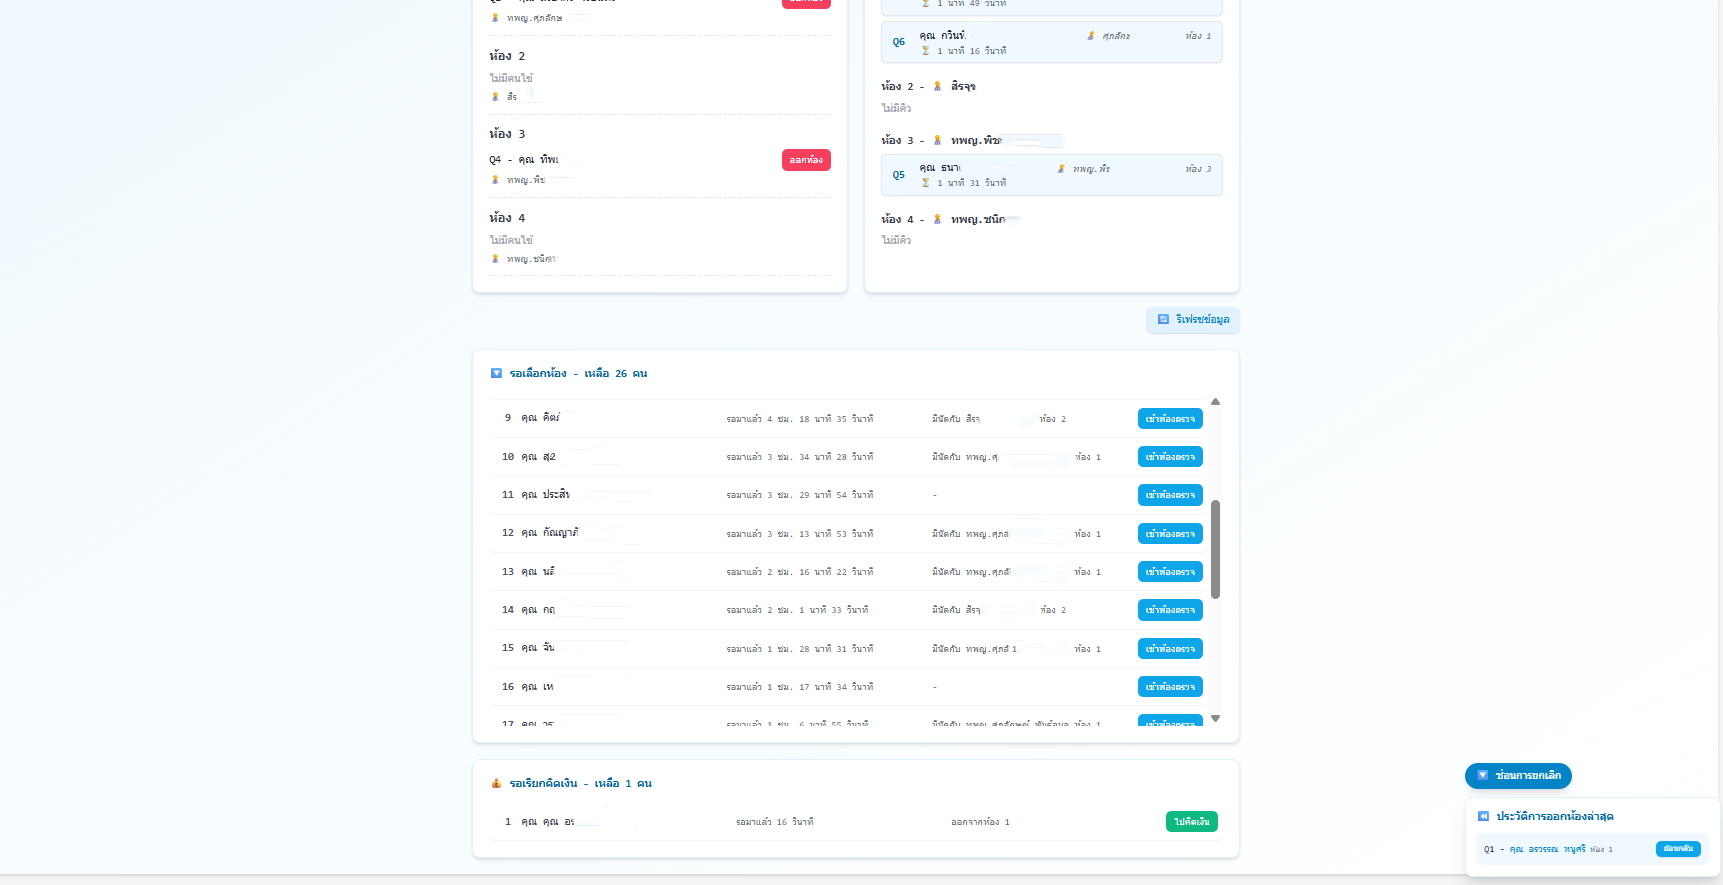 ทพญ.ศุภลักษ
ห้อง 2
ไม่มีคนไข้
สิร
ห้อง 3
Q4 - คุณ ทิพ
ออกห้อง
ทพญ.พิช
ห้อง 4
ไม่มีคนไข้
ทพญ.ชนิก
1 นาที 49 วินาที
Q6 คุณ กวินท์ ศุภลักษ ห้อง 1
1 นาที 16 วินาที
ห้อง 2 - สิรจุฑ
ไม่มีคิว
ห้อง 3 - ทพญ.พิช
Q5 คุณ ธนา ทพญ.พิช ห้อง 3
1 นาที 31 วินาที
ห้อง 4 - ทพญ.ชนิก
ไม่มีคิว
รีเฟรชข้อมูล
รอเลือกห้อง - เหลือ 26 คน
9 คุณ คีต รอมาแล้ว 4 ชม. 18 นาที 35 วินาที มีนัดกับ สิรจุ ห้อง 2 เข้าห้องตรวจ
10 คุณ สุ รอมาแล้ว 3 ชม. 34 นาที 28 วินาที มีนัดกับ ทพญ.ศุ ห้อง 1 เข้าห้องตรวจ
11 คุณ ประสิท รอมาแล้ว 3 ชม. 29 นาที 54 วินาที - เข้าห้องตรวจ
12 คุณ กัญญาภั รอมาแล้ว 3 ชม. 13 นาที 53 วินาที มีนัดกับ ทพญ.ศุภล ห้อง 1 เข้าห้องตรวจ
13 คุณ นลิ รอมาแล้ว 2 ชม. 16 นาที 22 วินาที มีนัดกับ ทพญ.ศุภลั ห้อง 1 เข้าห้องตรวจ
14 คุณ กฤ รอมาแล้ว 2 ชม. 1 นาที 33 วินาที มีนัดกับ สิรจุ ห้อง 2 เข้าห้องตรวจ
15 คุณ จัน รอมาแล้ว 1 ชม. 28 นาที 31 วินาที มีนัดกับ ทพญ.ศุภลั ห้อง 1 เข้าห้องตรวจ
16 คุณ เห รอมาแล้ว 1 ชม. 17 นาที 34 วินาที - เข้าห้องตรวจ
17 คุณ วร รอมาแล้ว 1 ชม. 6 นาที 55 วินาที มีนัดกับ ทพญ.ศุภลักษณ์ ห้อง 1 เข้าห้องตรวจ
รอเรียกคิดเงิน - เหลือ 1 คน
1 คุณ คุณ อร รอมาแล้ว 16 วินาที ออกจากห้อง 1 ไปคิดเงิน
ซ่อนการยกเลิก
ประวัติการออกห้องล่าสุด
Q1 - คุณ อรวรรณ หนูศรี ห้อง 1 ย้อนกลับ